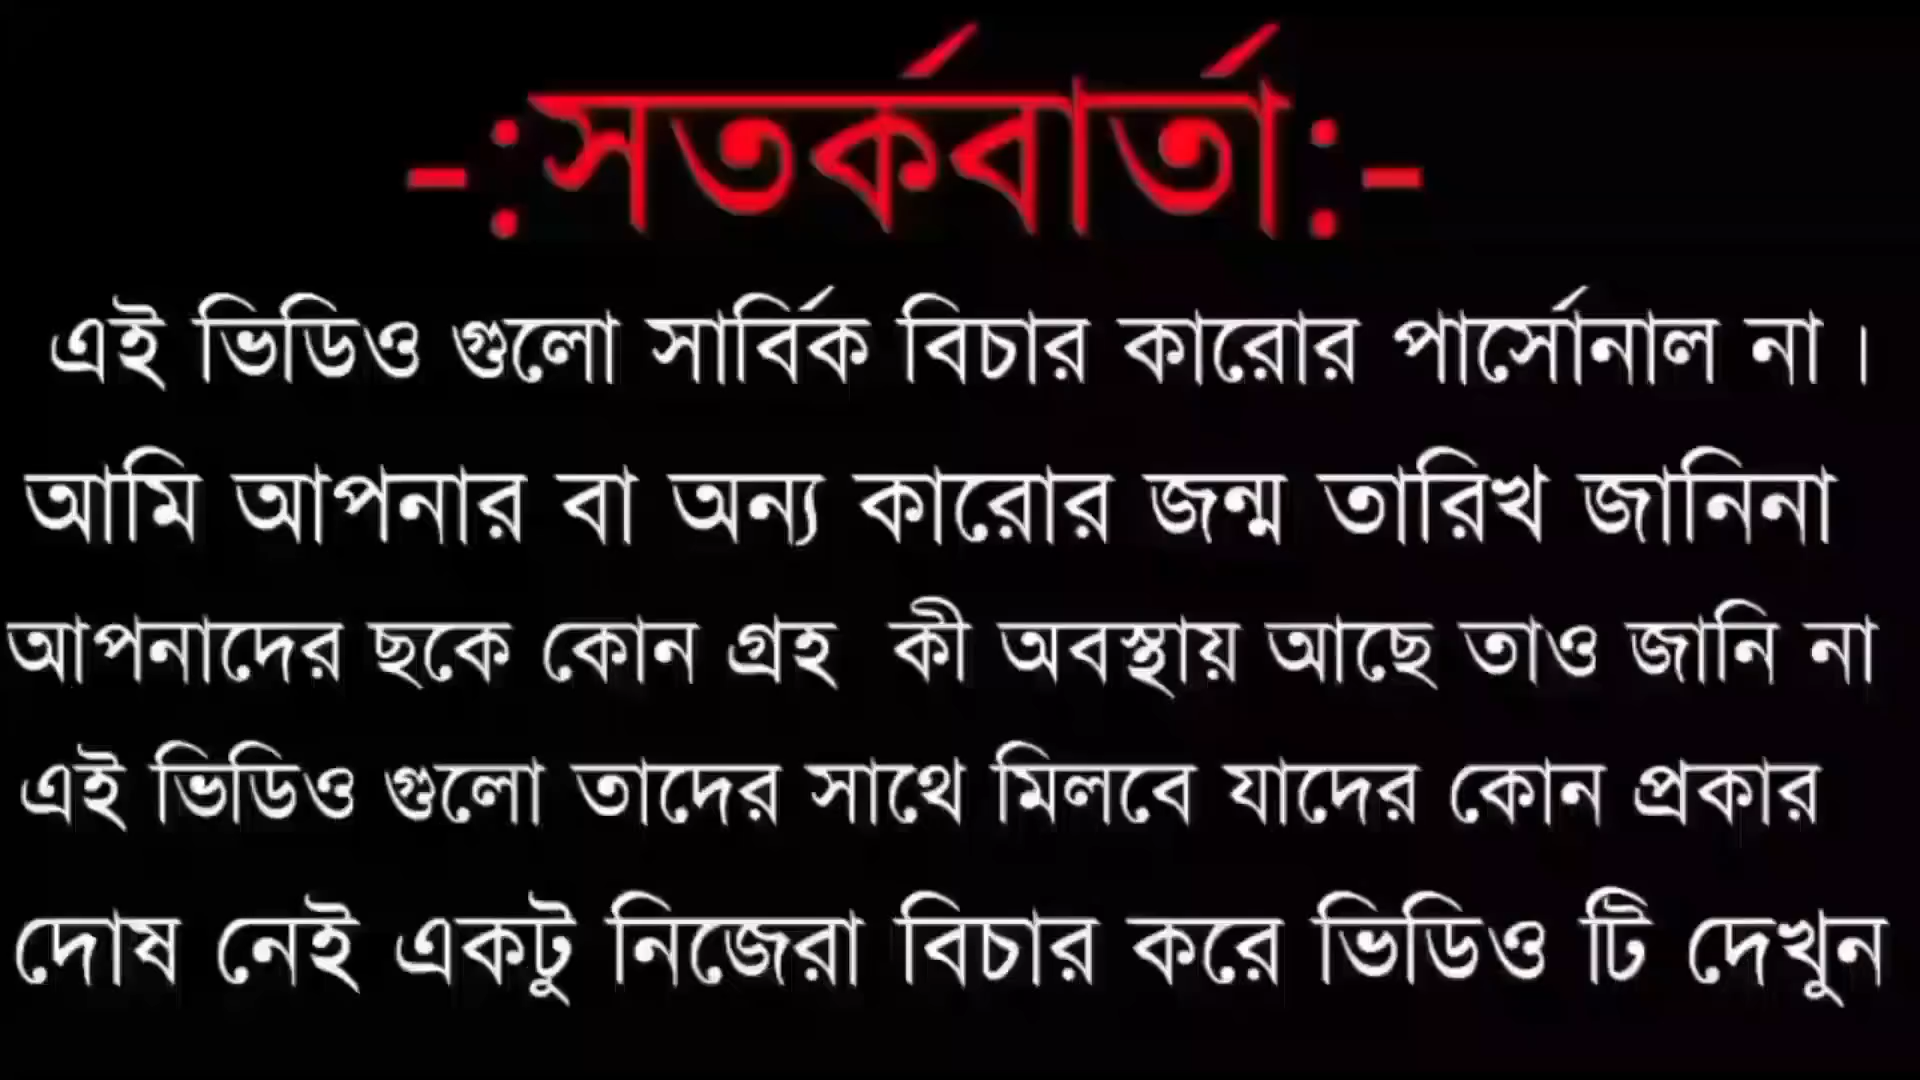 -:সতর্কবার্তা:-
এই ভিডিও গুলো সার্বিক বিচার কারোর পার্সোনাল না।
আমি আপনার বা অন্য কারোর জন্ম তারিখ জানিনা
আপনাদের ছকে কোন গ্রহ কী অবস্থায় আছে তাও জানি না
এই ভিডিও গুলো তাদের সাথে মিলবে যাদের কোন প্রকার
দোষ নেই একটু নিজেরা বিচার করে ভিডিও টি দেখুন